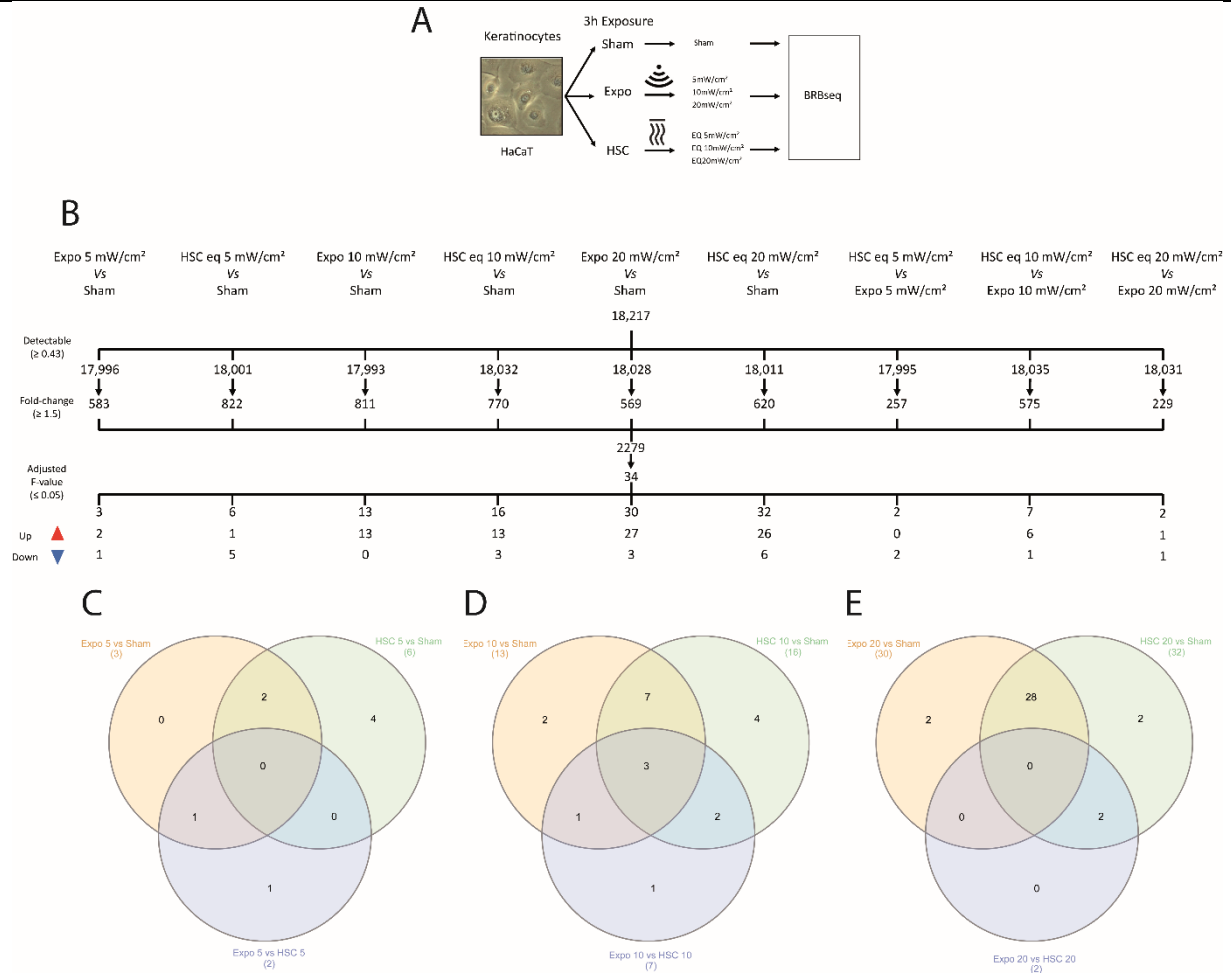 A
3h Exposure
Keratinocytes
Sham
Sham
Expo
5mW/cm²
10mW/cm²
20mW/cm²
BRBseq
HSC
EQ 5mW/cm²
EQ 10mW/cm²
EQ20mW/cm²
HaCaT
B
Expo 5 mW/cm² HSC eq 5 mW/cm² Expo 10 mW/cm² HSC eq 10 mW/cm² Expo 20 mW/cm² HSC eq 20 mW/cm² HSC eq 5 mW/cm² HSC eq 10 mW/cm² HSC eq 20 mW/cm²
Vs Vs Vs Vs Vs Vs Vs Vs Vs
Sham Sham Sham Sham Sham Sham Expo 5 mW/cm² Expo 10 mW/cm² Expo 20 mW/cm²
18,217
Detectable
(≥ 0.43)
17,996 18,001 17,993 18,032 18,028 18,011 17,995 18,035 18,031
Fold-change
(≥ 1.5)
583 822 811 770 569 620 257 575 229
2279
34
Adjusted
F-value
(≤ 0.05)
3 6 13 16 30 32 2 7 2
Up 2 1 13 13 27 26 0 6 1
Down 1 5 0 3 3 6 2 1 1
C
Expo 5 vs Sham
(3)
HSC 5 vs Sham
(6)
2
0
4
0
1
0
1
Expo 5 vs HSC 5
(2)
D
Expo 10 vs Sham
(13)
HSC 10 vs Sham
(16)
7
2
4
3
1
2
1
Expo 10 vs HSC 10
(7)
E
Expo 20 vs Sham
(30)
HSC 20 vs Sham
(32)
28
2
2
0
0
2
0
Expo 20 vs HSC 20
(2)